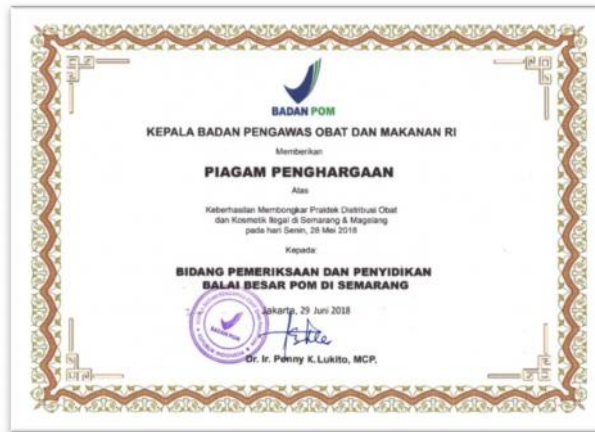 BADAN POM
KEPALA BADAN PENGAWAS OBAT DAN MAKANAN RI
Memberikan
PIAGAM PENGHARGAAN
Atas
Keberhasilan Membongkar Praktek Distribusi Obat
dan Kosmetik Ilegal di Semarang & Magelang
pada hari Senin, 28 Mei 2018
Kepada:
BIDANG PEMERIKSAAN DAN PENYIDIKAN
BALAI BESAR POM DI SEMARANG
Jakarta, 29 Juni 2018
BADAN POM
Dr. Ir. Penny K. Lukito, MCP.